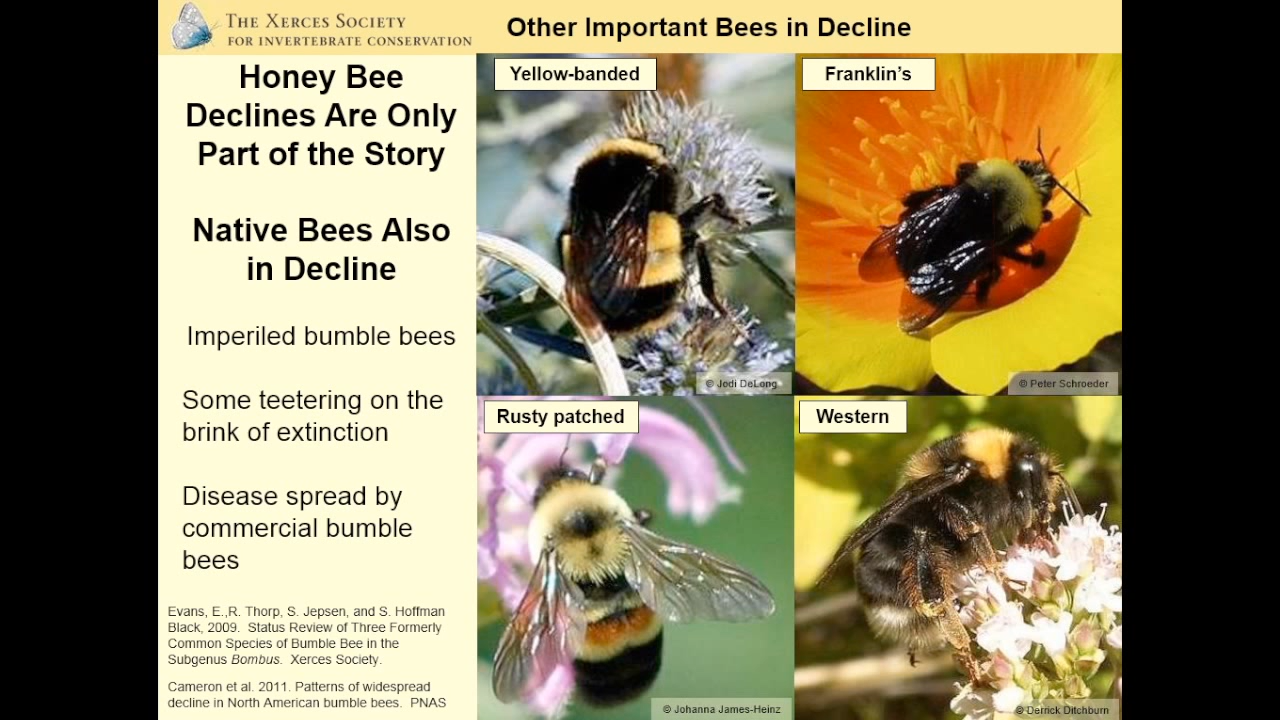 THE XERCES SOCIETY
FOR INVERTEBRATE CONSERVATION
Other Important Bees in Decline
Honey Bee
Declines Are Only
Part of the Story
Native Bees Also
in Decline
Imperiled bumble bees
Some teetering on the
brink of extinction
Disease spread by
commercial bumble
bees
Evans, E.,R. Thorp, S. Jepsen, and S. Hoffman
Black, 2009. Status Review of Three Formerly
Common Species of Bumble Bee in the
Subgenus Bombus. Xerces Society.
Cameron et al. 2011. Patterns of widespread
decline in North American bumble bees. PNAS
Yellow-banded
© Jodi DeLong
Franklin's
© Peter Schroeder
Rusty patched
© Johanna James-Heinz
Western
© Derrick Ditchburn